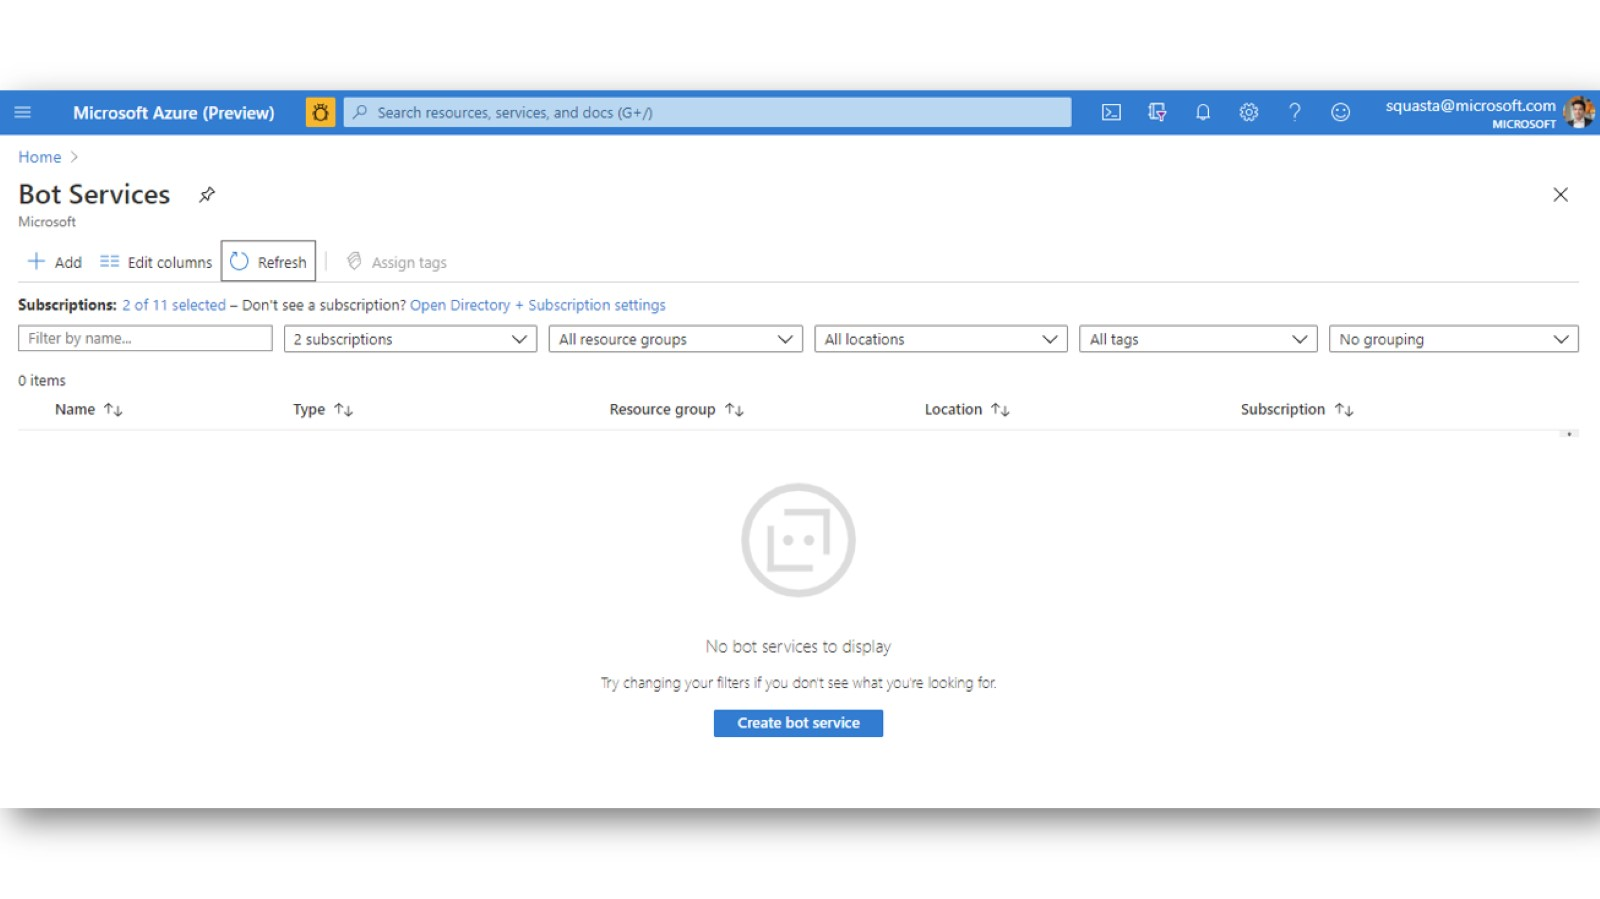 Microsoft Azure (Preview)
Search resources, services, and docs (G+/)
squasta@microsoft.com
MICROSOFT
Home
Bot Services
Microsoft
Add
Edit columns
Refresh
Assign tags
Subscriptions: 2 of 11 selected – Don't see a subscription? Open Directory + Subscription settings
Filter by name...
2 subscriptions
All resource groups
All locations
All tags
No grouping
0 items
Name
Type
Resource group
Location
Subscription
No bot services to display
Try changing your filters if you don't see what you're looking for.
Create bot service